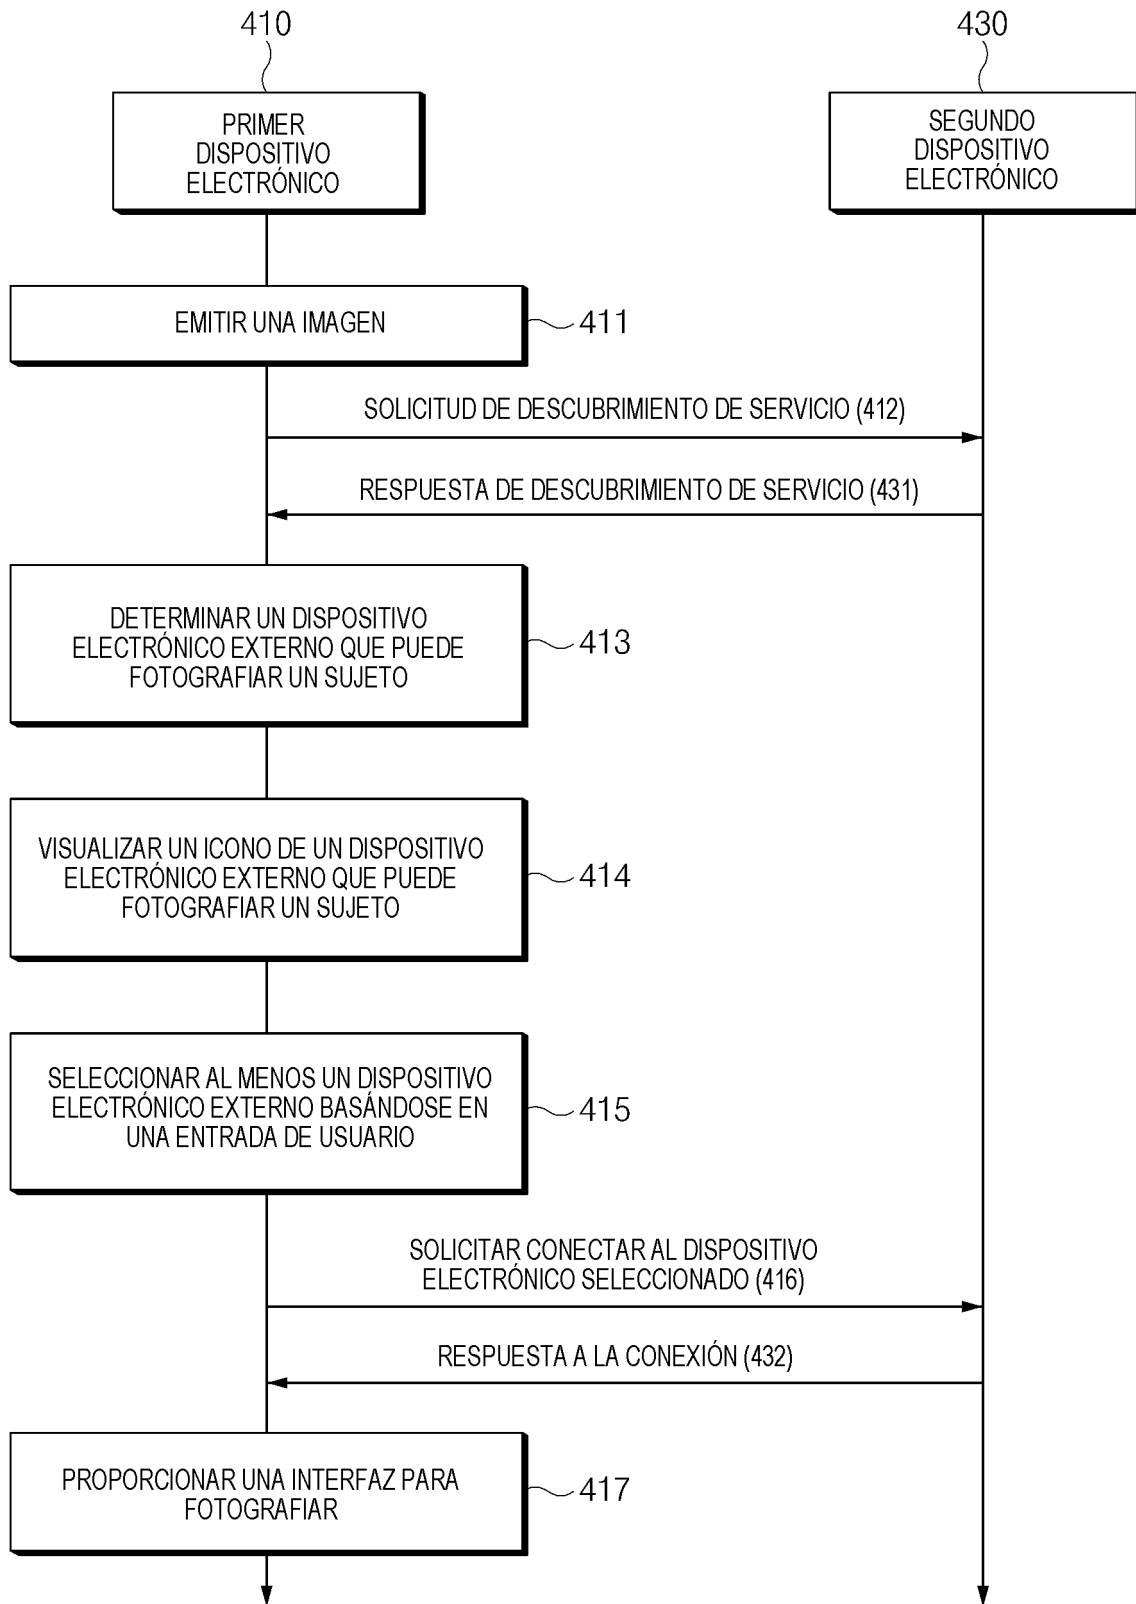 410
430
PRIMER
DISPOSITIVO
ELECTRÓNICO
SEGUNDO
DISPOSITIVO
ELECTRÓNICO
EMITIR UNA IMAGEN
411
SOLICITUD DE DESCUBRIMIENTO DE SERVICIO (412)
RESPUESTA DE DESCUBRIMIENTO DE SERVICIO (431)
DETERMINAR UN DISPOSITIVO
ELECTRÓNICO EXTERNO QUE PUEDE
FOTOGRAFIAR UN SUJETO
413
VISUALIZAR UN ICONO DE UN DISPOSITIVO
ELECTRÓNICO EXTERNO QUE PUEDE
FOTOGRAFIAR UN SUJETO
414
SELECCIONAR AL MENOS UN DISPOSITIVO
ELECTRÓNICO EXTERNO BASÁNDOSE EN
UNA ENTRADA DE USUARIO
415
SOLICITAR CONECTAR AL DISPOSITIVO
ELECTRÓNICO SELECCIONADO (416)
RESPUESTA A LA CONEXIÓN (432)
PROPORCIONAR UNA INTERFAZ PARA
FOTOGRAFIAR
417